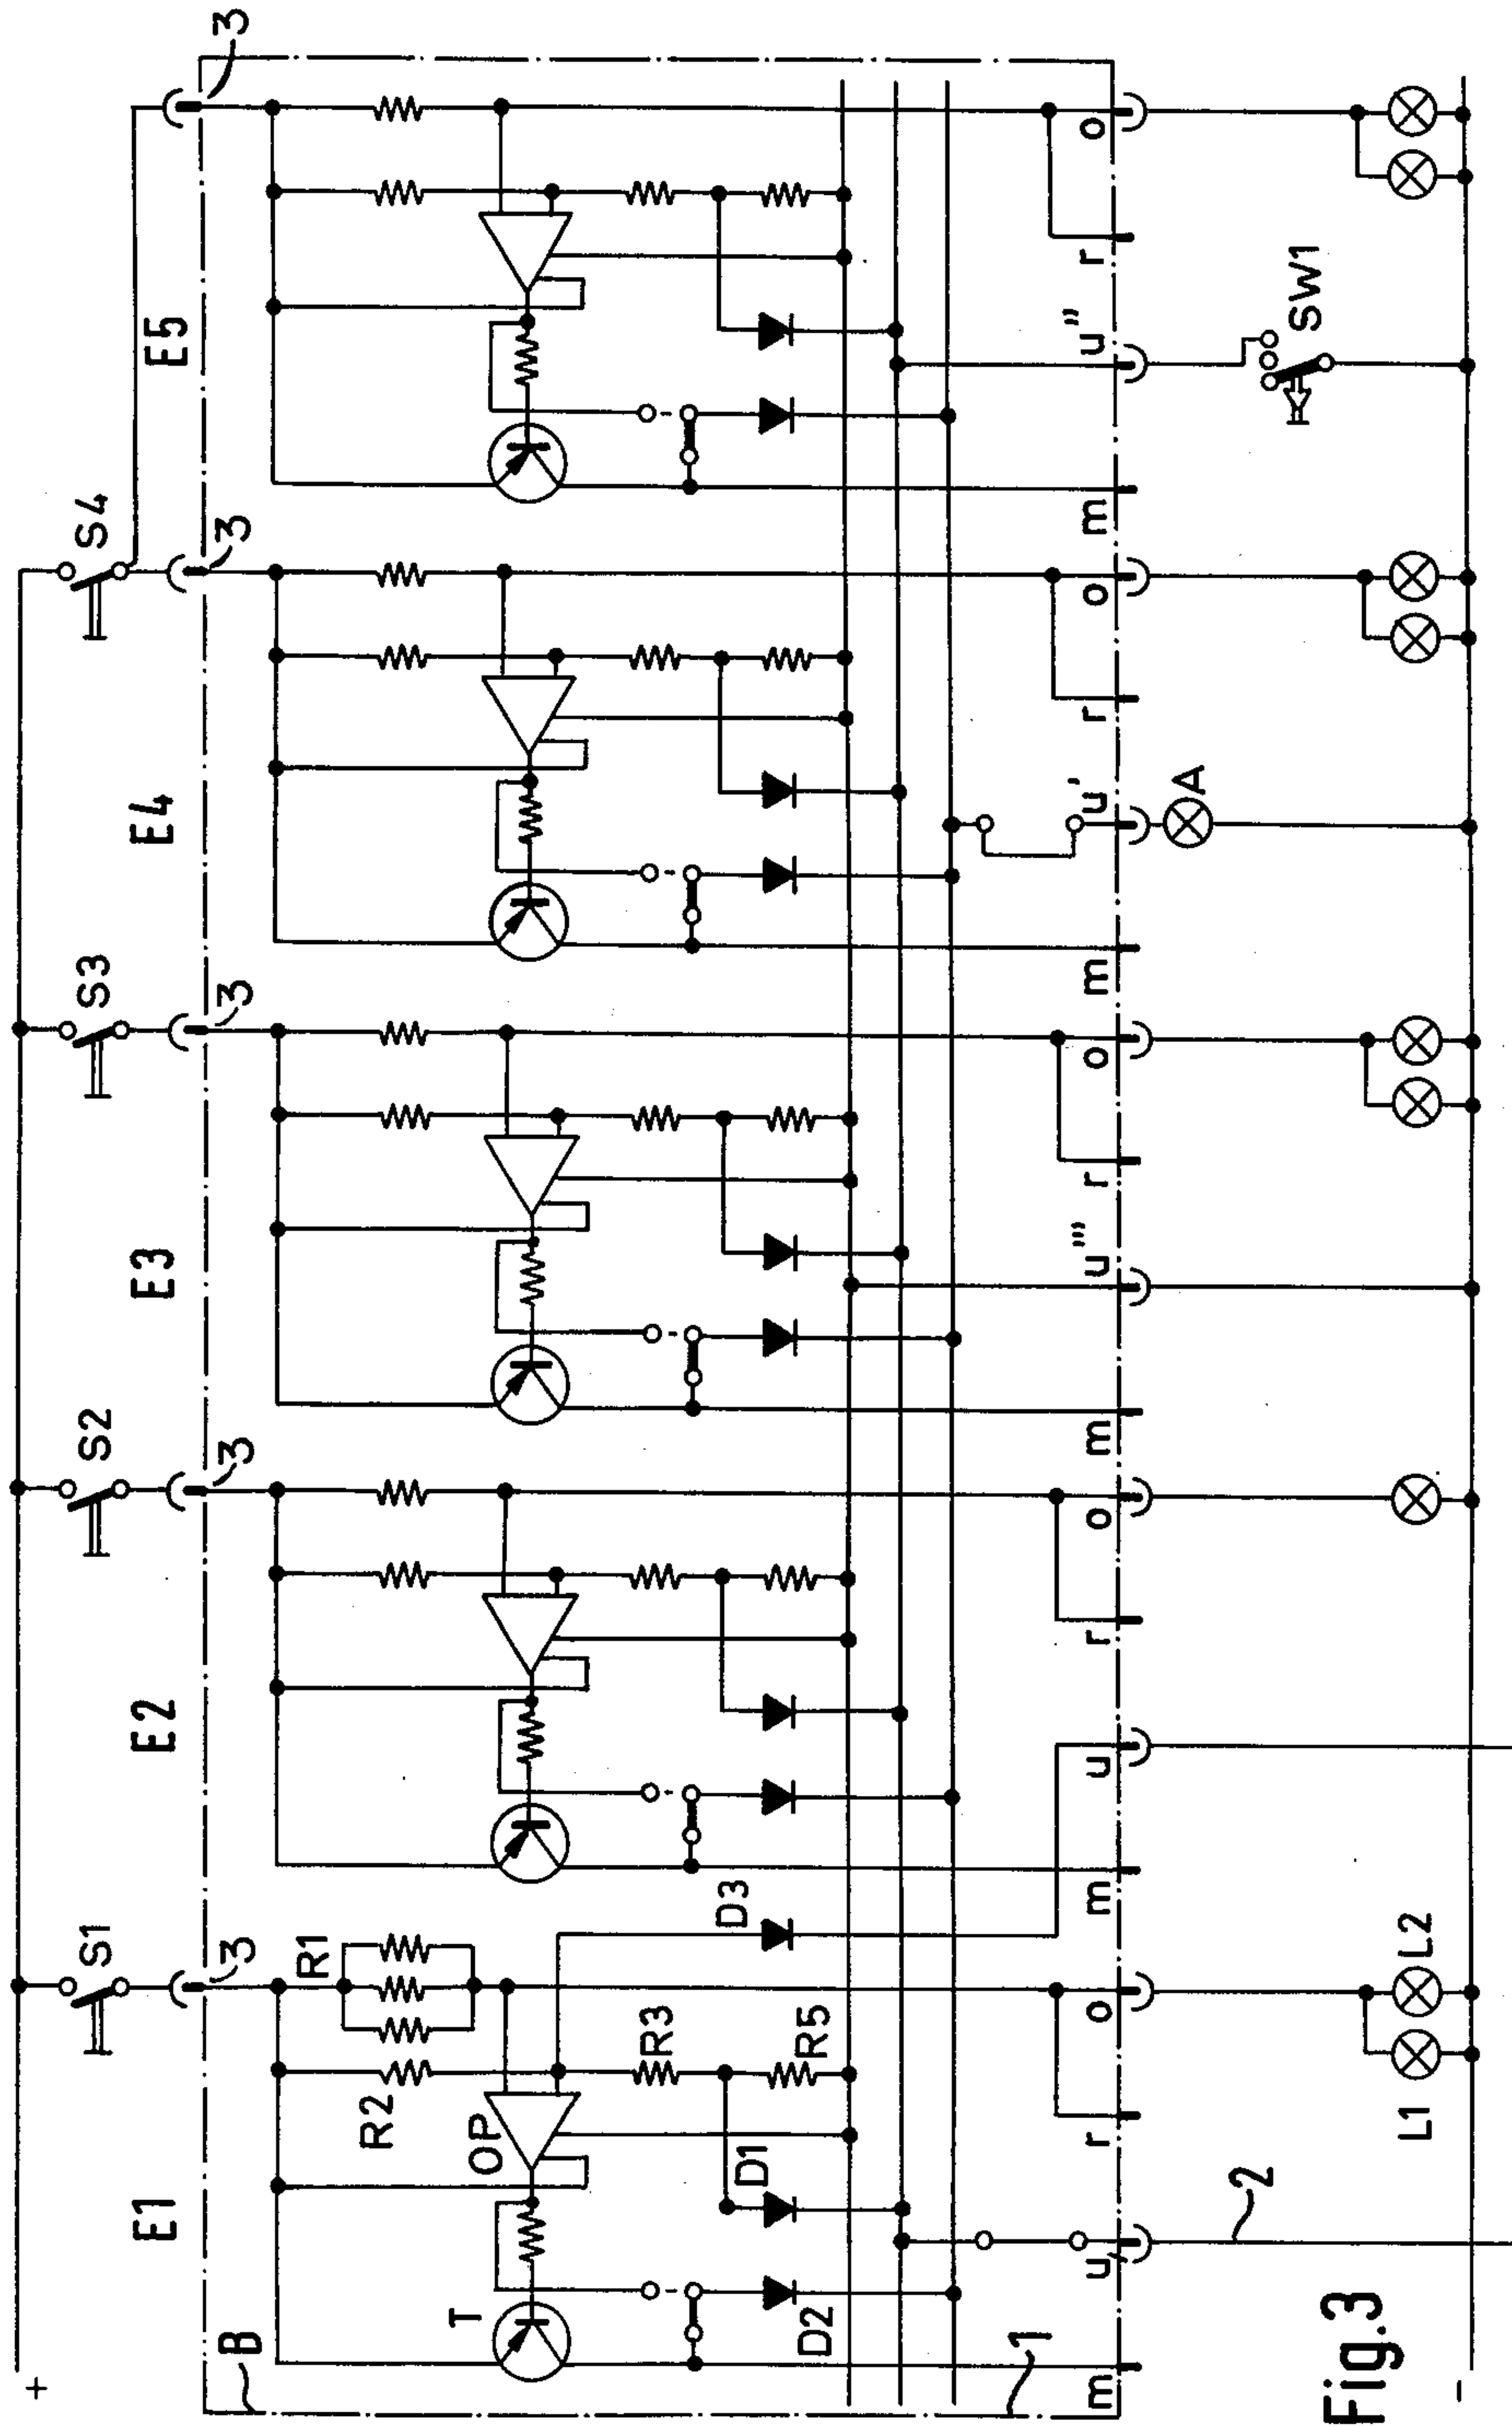 +
S1
S2
S3
S4
3
3
3
3
3
B
E1
E2
E3
E4
E5
R1
R2
OP
T
R3
R5
D1
D2
D3
1
m
u
r
o
m
u
r
o
m
u'''
r
o
m
u'
r
o
m
u''
r
o
2
L1
L2
A
SW1
−
Fig.3